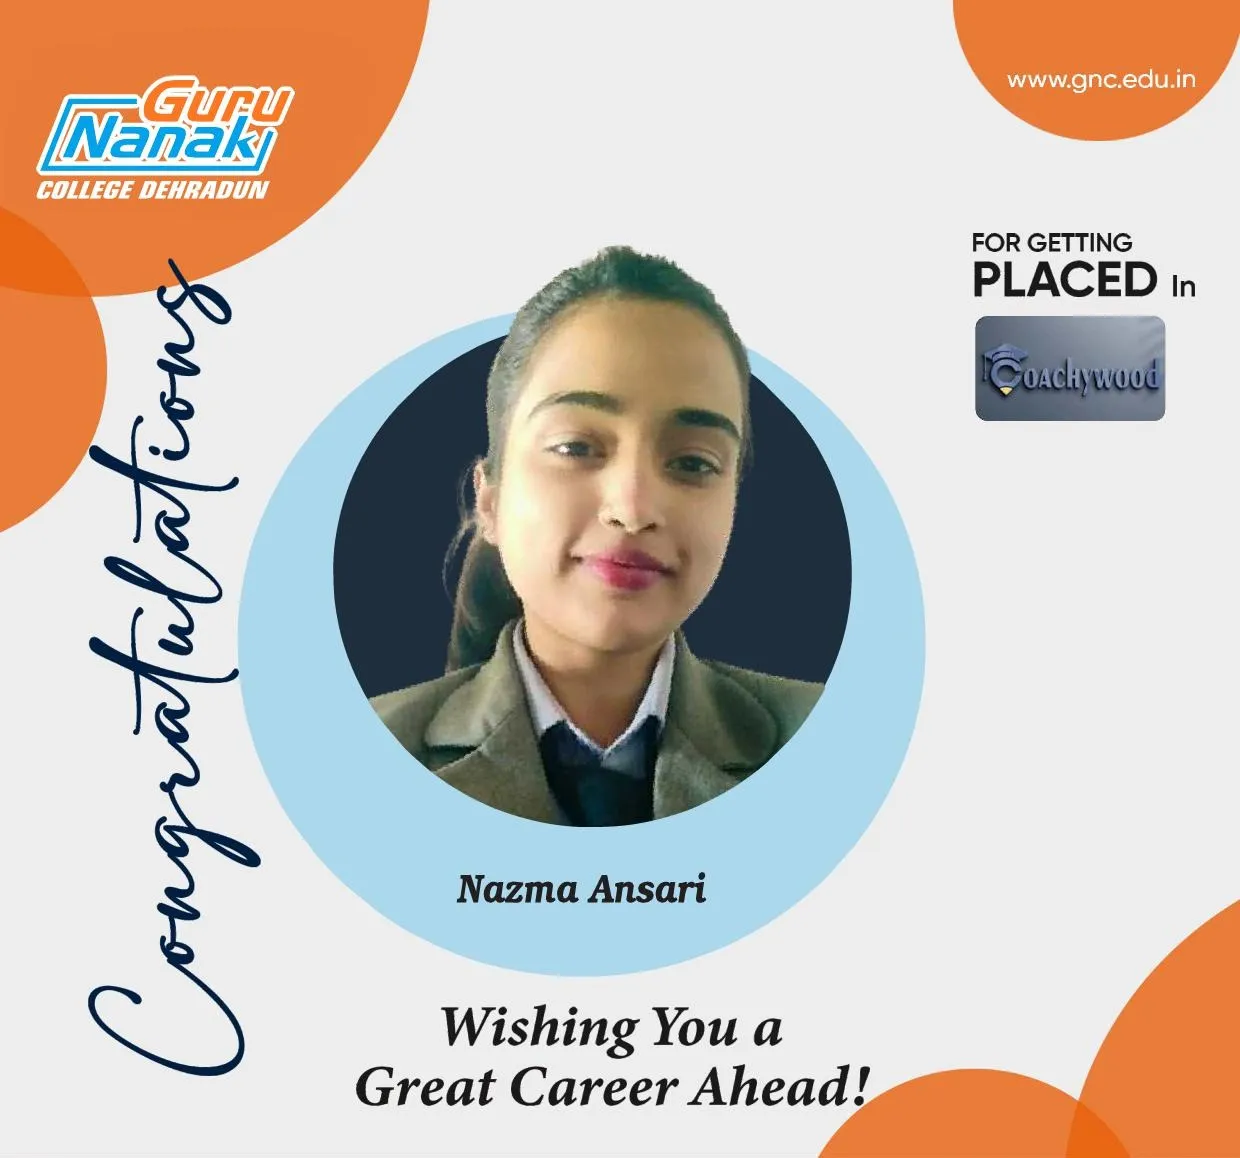 Guru
Nanak
COLLEGE DEHRADUN
www.gnc.edu.in
Congratulations
FOR GETTING
PLACED In
COACHYWOOD
Nazma Ansari
Wishing You a
Great Career Ahead!